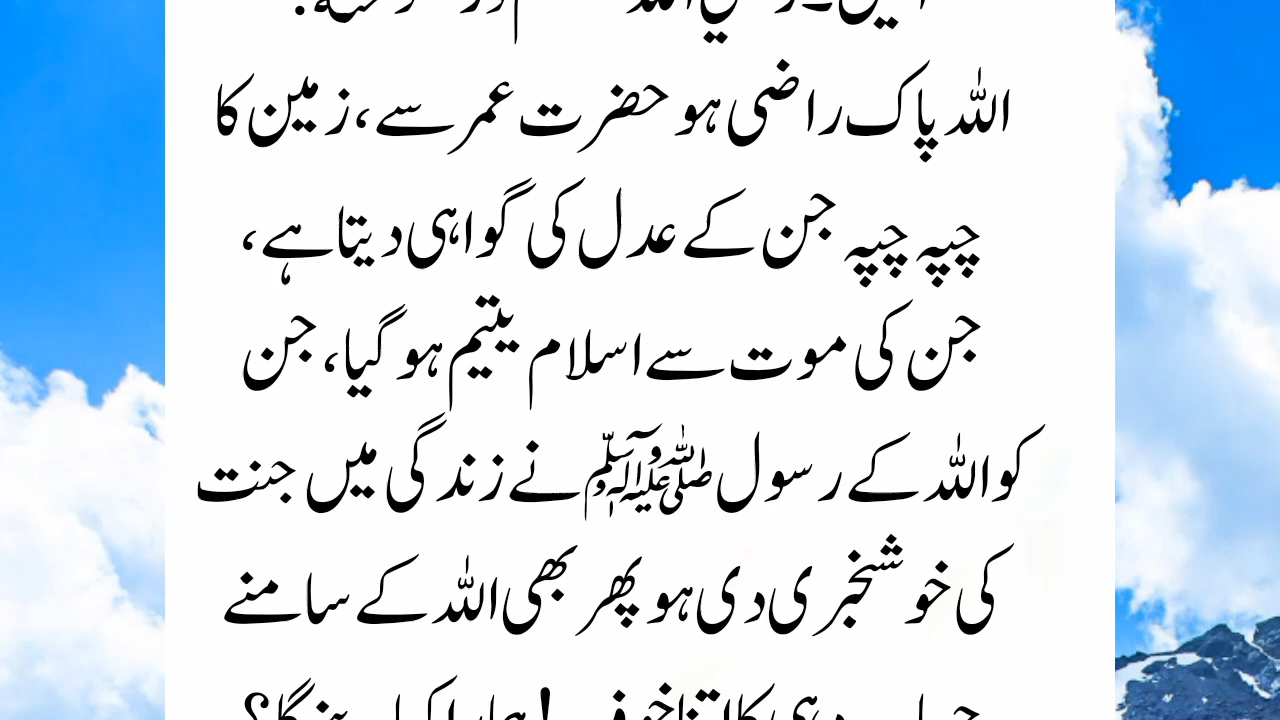 اللہ پاک راضی ہو حضرت عمر سے، زمین کا
چپہ چپہ جن کے عدل کی گواہی دیتا ہے،
جن کی موت سے اسلام یتیم ہو گیا، جن
کو اللہ کے رسول ﷺ نے زندگی میں جنت
کی خوشخبری دی ہو پھر بھی اللہ کے سامنے